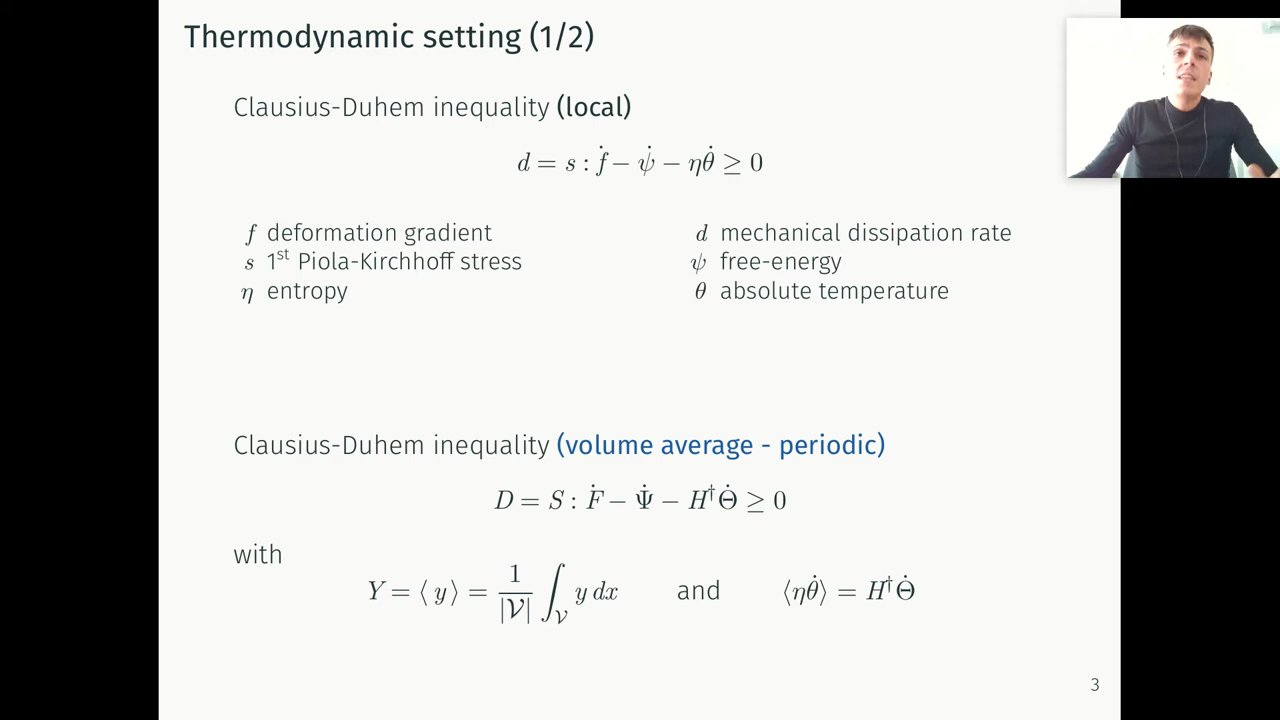 Thermodynamic setting (1/2)
Clausius-Duhem inequality (local)
d = s : ḟ − ψ̇ − ηθ̇ ≥ 0
f deformation gradient
s 1st Piola-Kirchhoff stress
η entropy
d mechanical dissipation rate
ψ free-energy
θ absolute temperature
Clausius-Duhem inequality (volume average - periodic)
D = S : Ḟ − Ψ̇ − H†Θ̇ ≥ 0
with
Y = ⟨ y ⟩ = 1/|𝒱| ∫_𝒱 y dx and ⟨ηθ̇⟩ = H†Θ̇
3